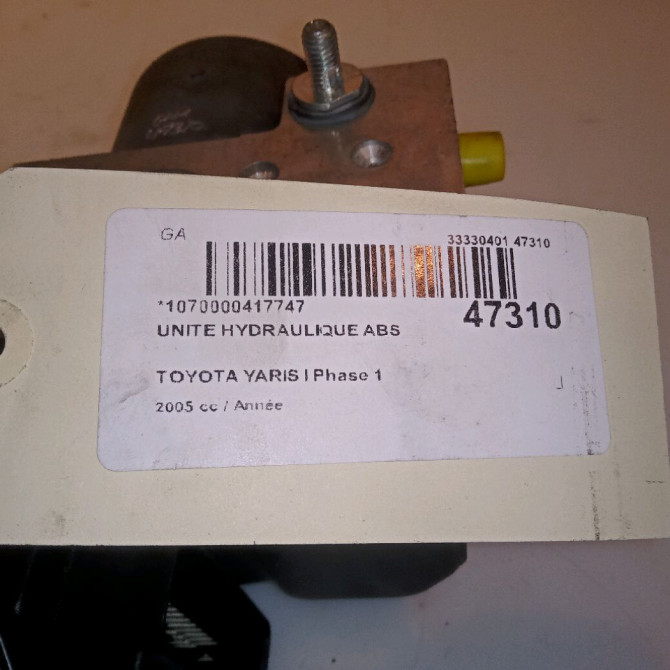 GA
33330401 47310
*1070000417747
47310
UNITE HYDRAULIQUE ABS
TOYOTA YARIS I Phase 1
J
2005 cc / Année